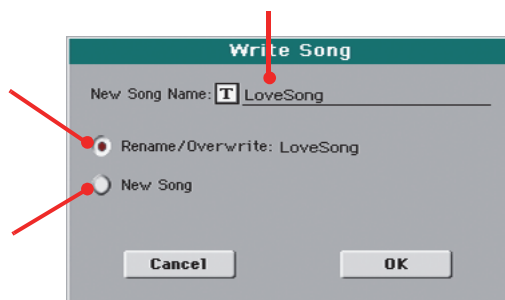 Write Song
New Song Name: T LoveSong
Rename/Overwrite: LoveSong
New Song
Cancel OK